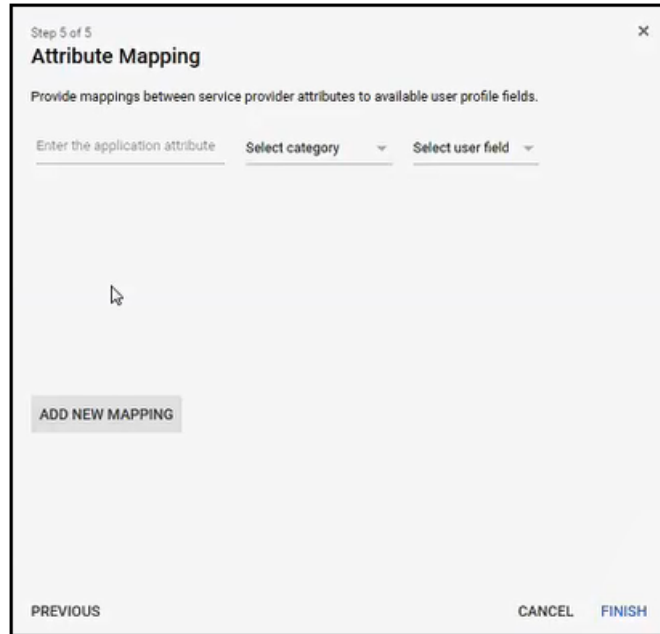 Step 5 of 5
Attribute Mapping
Provide mappings between service provider attributes to available user profile fields.
Enter the application attribute Select category Select user field
ADD NEW MAPPING
PREVIOUS CANCEL FINISH